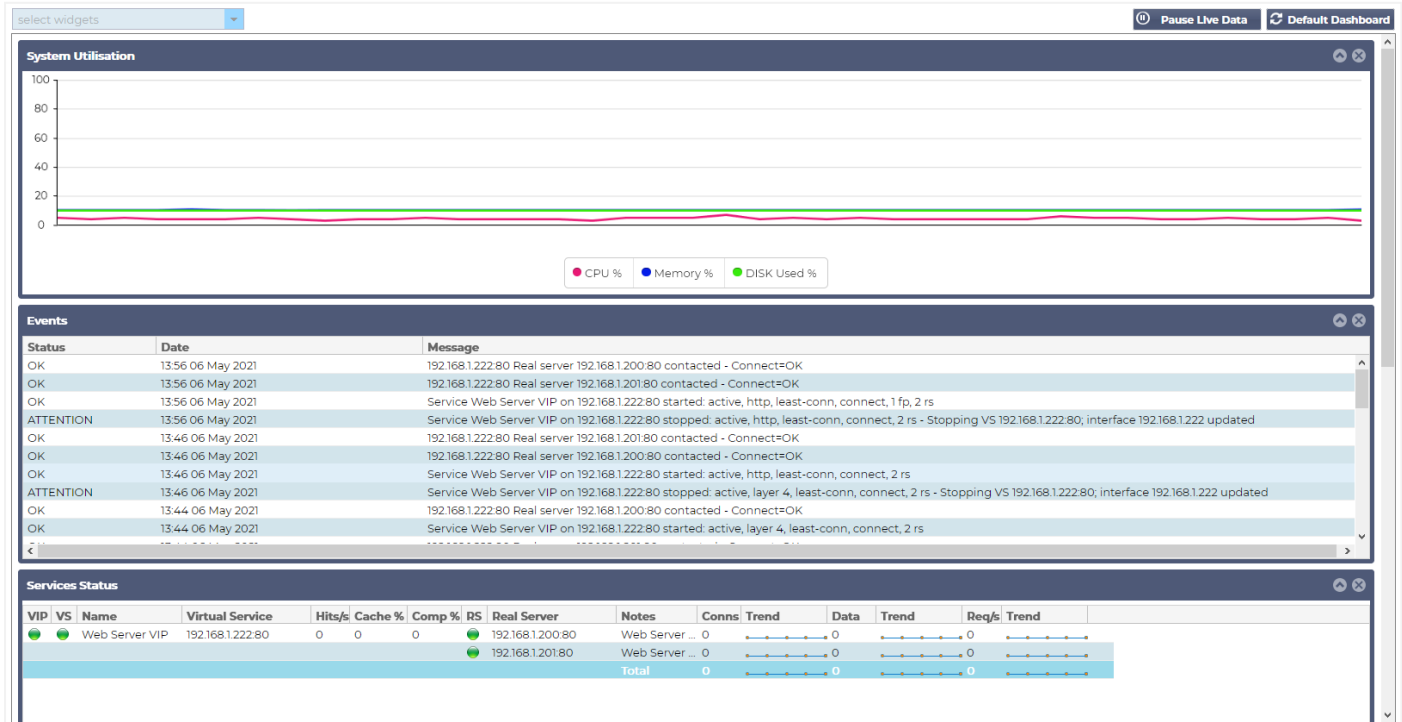 select widgets Pause Live Data Default Dashboard
System Utilisation
100
80
60
40
20
0
CPU % Memory % DISK Used %
Events
Status Date Message
OK 13:56 06 May 2021 192.168.1.222:80 Real server 192.168.1.200:80 contacted - Connect=OK
OK 13:56 06 May 2021 192.168.1.222:80 Real server 192.168.1.201:80 contacted - Connect=OK
OK 13:56 06 May 2021 Service Web Server VIP on 192.168.1.222:80 started: active, http, least-conn, connect, 1 fp, 2 rs
ATTENTION 13:56 06 May 2021 Service Web Server VIP on 192.168.1.222:80 stopped: active, http, least-conn, connect, 2 rs - Stopping VS 192.168.1.222:80; interface 192.168.1.222 updated
OK 13:46 06 May 2021 192.168.1.222:80 Real server 192.168.1.201:80 contacted - Connect=OK
OK 13:46 06 May 2021 192.168.1.222:80 Real server 192.168.1.200:80 contacted - Connect=OK
OK 13:46 06 May 2021 Service Web Server VIP on 192.168.1.222:80 started: active, http, least-conn, connect, 2 rs
ATTENTION 13:46 06 May 2021 Service Web Server VIP on 192.168.1.222:80 stopped: active, layer 4, least-conn, connect, 2 rs - Stopping VS 192.168.1.222:80; interface 192.168.1.222 updated
OK 13:44 06 May 2021 192.168.1.222:80 Real server 192.168.1.200:80 contacted - Connect=OK
OK 13:44 06 May 2021 Service Web Server VIP on 192.168.1.222:80 started: active, layer 4, least-conn, connect, 2 rs
Services Status
VIP VS Name Virtual Service Hits/s Cache % Comp % RS Real Server Notes Conns Trend Data Trend Req/s Trend
Web Server VIP 192.168.1.222:80 0 0 0 192.168.1.200:80 Web Server ... 0 0 0
192.168.1.201:80 Web Server ... 0 0 0
Total 0 0 0